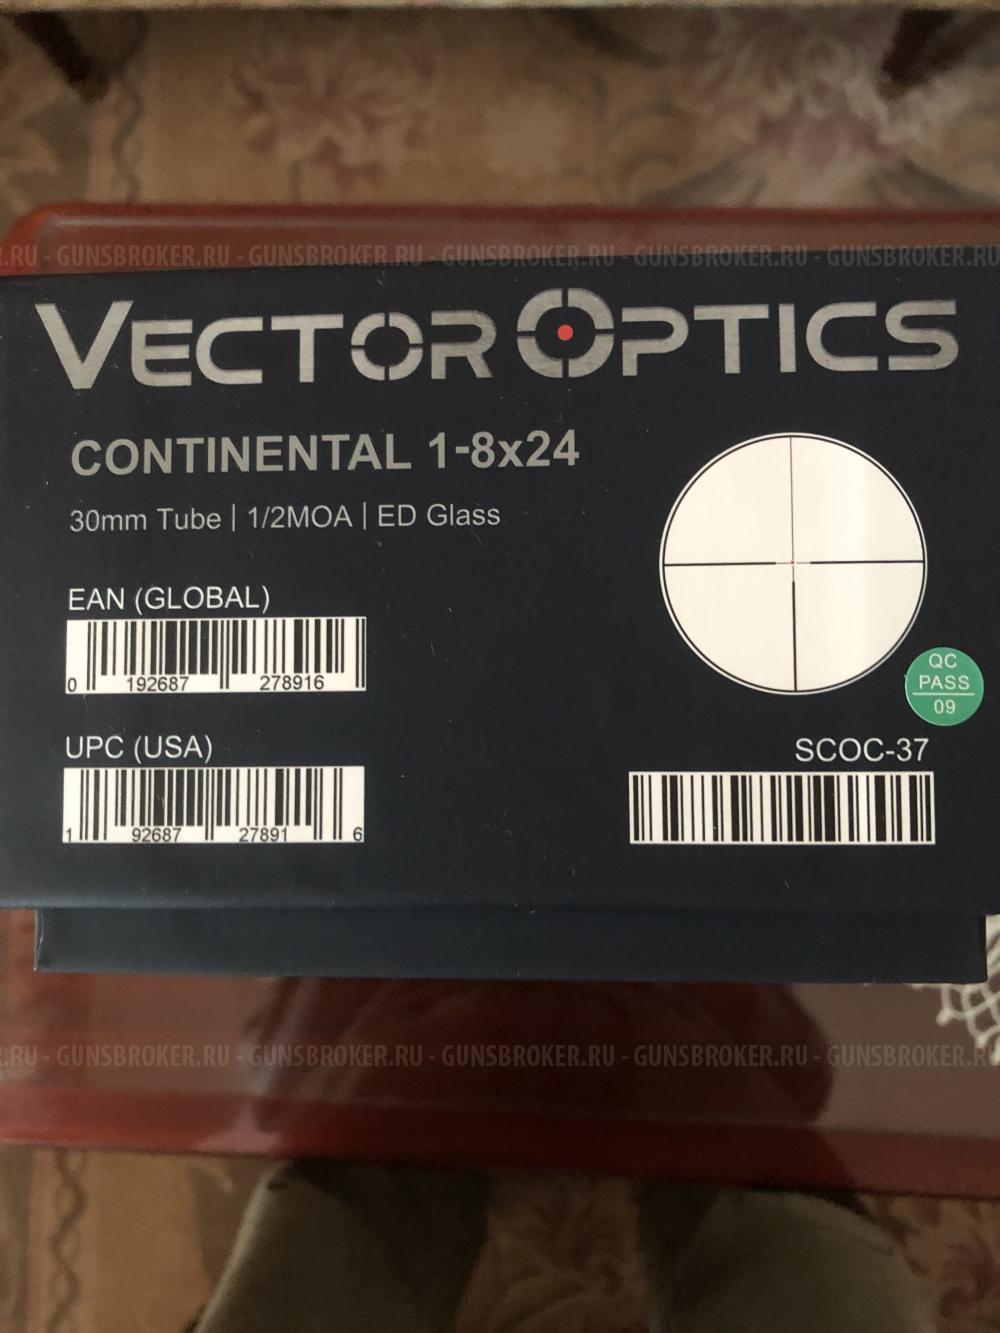 .RU - GUNSBROKER.RU - GUNSBROKER.RU - GUNSBROKER.RU - GUNSBROKER.RU - GUNSBROKER.RU
VECTOR OPTICS
CONTINENTAL 1-8x24
30mm Tube | 1/2MOA | ED Glass
EAN (GLOBAL)
0 192687 278916
QC
PASS
09
UPC (USA)
1 92687 27891 6
SCOC-37
.RU - GUNSBROKER.RU - GUNSBROKER.RU - GUNSBROKER.RU - GUNSBROKER.RU - GUNSBROKER.RU